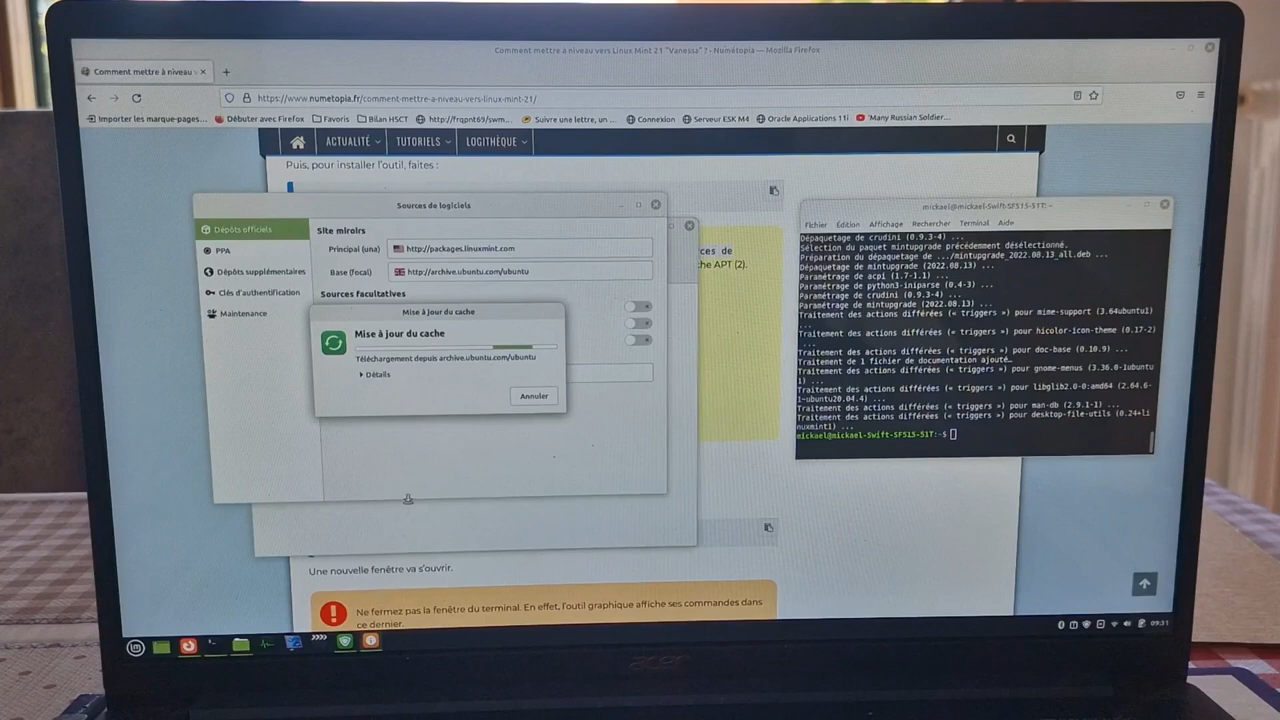 Comment mettre à niveau vers Linux Mint 21 "Vanessa" ? - Numétopia — Mozilla Firefox
Comment mettre à niveau v
https://www.numetopia.fr/comment-mettre-a-niveau-vers-linux-mint-21/
Importer les marque-pages...
Débuter avec Firefox
Favoris
Bilan HSCT
http://frqpnt69/swm...
Suivre une lettre, un ...
Connexion
Serveur ESK M4
Oracle Applications 11i
'Many Russian Soldier...
ACTUALITÉ
TUTORIELS
LOGITHÈQUE
Puis, pour installer l'outil, faites :
Sources de logiciels
Dépôts officiels
PPA
Dépôts supplémentaires
Clés d'authentification
Maintenance
Site miroirs
Principal (una)
http://packages.linuxmint.com
Base (focal)
http://archive.ubuntu.com/ubuntu
Sources facultatives
Mise à jour du cache
Mise à jour du cache
Téléchargement depuis archive.ubuntu.com/ubuntu
Détails
Annuler
ces de
he APT (2).
mickael@mickael-Swift-SF515-51T: ~
Fichier Édition Affichage Rechercher Terminal Aide
Dépaquetage de crudini (0.9.3-4) ...
Sélection du paquet mintupgrade précédemment désélectionné.
Préparation du dépaquetage de .../mintupgrade_2022.08.13_all.deb ...
Dépaquetage de mintupgrade (2022.08.13) ...
Paramétrage de acpi (1.7-1.1) ...
Paramétrage de python3-iniparse (0.4-3) ...
Paramétrage de crudini (0.9.3-4) ...
Paramétrage de mintupgrade (2022.08.13) ...
Traitement des actions différées (« triggers ») pour mime-support (3.64ubuntu1)
...
Traitement des actions différées (« triggers ») pour hicolor-icon-theme (0.17-2)
...
Traitement des actions différées (« triggers ») pour doc-base (0.10.9) ...
Traitement de 1 fichier de documentation ajouté…
Traitement des actions différées (« triggers ») pour gnome-menus (3.36.0-1ubuntu
1) ...
Traitement des actions différées (« triggers ») pour libglib2.0-0:amd64 (2.64.6-
1~ubuntu20.04.4) ...
Traitement des actions différées (« triggers ») pour man-db (2.9.1-1) ...
Traitement des actions différées (« triggers ») pour desktop-file-utils (0.24+li
nuxmint1) ...
mickael@mickael-Swift-SF515-51T:~$
Une nouvelle fenêtre va s'ouvrir.
Ne fermez pas la fenêtre du terminal. En effet, l'outil graphique affiche ses commandes dans
ce dernier.
09:31
acer